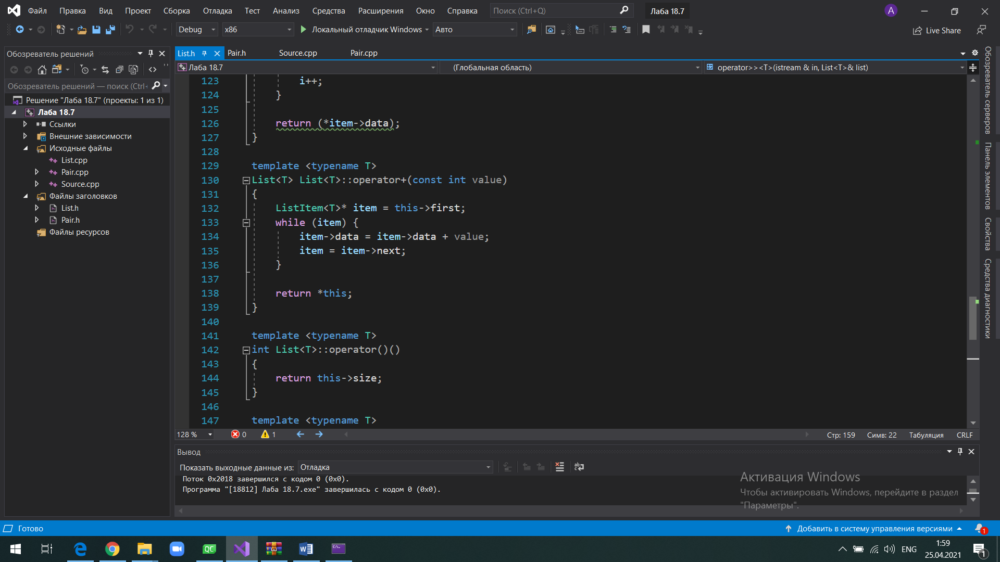 Файл Правка Вид Проект Сборка Отладка Тест Анализ Средства Расширения Окно Справка Поиск (Ctrl+Q) Лаба 18.7 A
Debug x86 Локальный отладчик Windows Авто Live Share
Обозреватель решений
Обозреватель решений — поиск (Ctrl+
Решение "Лаба 18.7" (проекты: 1 из 1)
Лаба 18.7
Ссылки
Внешние зависимости
Исходные файлы
List.cpp
Pair.cpp
Source.cpp
Файлы заголовков
List.h
Pair.h
Файлы ресурсов
List.h Pair.h Source.cpp Pair.cpp
Лаба 18.7 (Глобальная область) operator>><T>(istream & in, List<T>& list)
123 i++;
124 }
125
126 return (*item->data);
127 }
128
129 template <typename T>
130 List<T> List<T>::operator+(const int value)
131 {
132 ListItem<T>* item = this->first;
133 while (item) {
134 item->data = item->data + value;
135 item = item->next;
136 }
137
138 return *this;
139 }
140
141 template <typename T>
142 int List<T>::operator()()
143 {
144 return this->size;
145 }
146
147 template <typename T>
128 % 0 1 Стр: 159 Симв: 22 Табуляция CRLF
Вывод
Показать выходные данные из: Отладка
Поток 0x2018 завершился с кодом 0 (0x0).
Программа "[18812] Лаба 18.7.exe" завершилась с кодом 0 (0x0).
Активация Windows
Чтобы активировать Windows, перейдите в раздел
"Параметры".
Обозреватель серверов
Панель элементов
Свойства
Средства диагностики
Готово Добавить в систему управления версиями 1
QC
ENG
1:59
25.04.2021
1